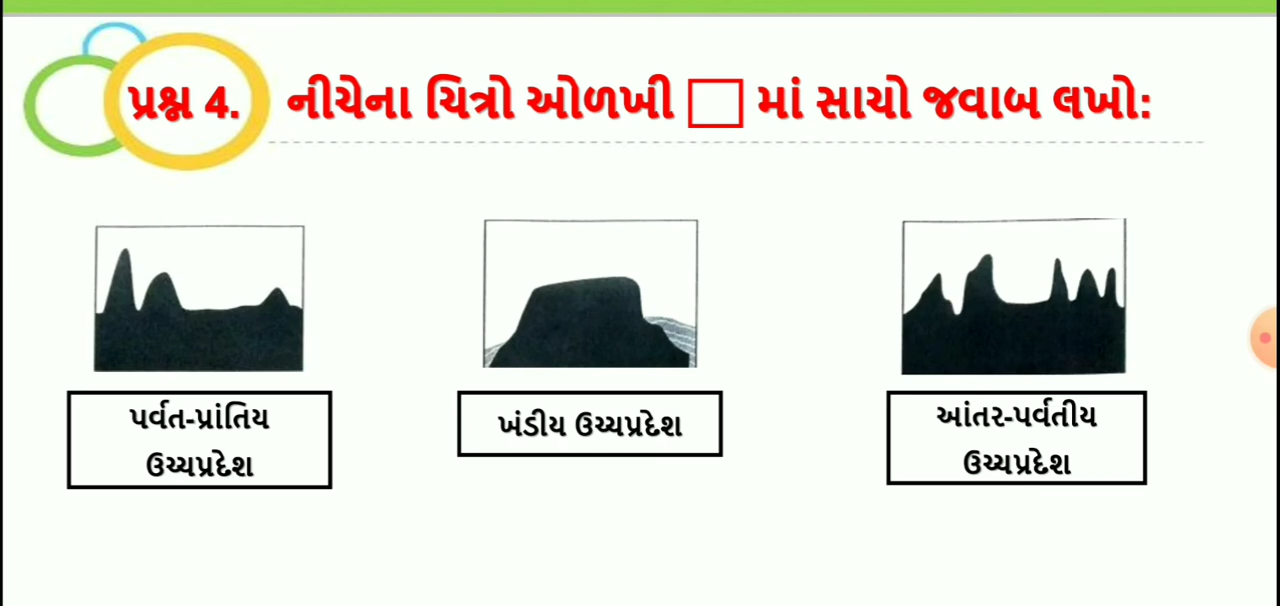 પ્રશ્ન 4. નીચેના ચિત્રો ઓળખી □ માં સાચો જવાબ લખો:
પર્વત-પ્રાંતિય
ઉચ્ચપ્રદેશ
ખંડીય ઉચ્ચપ્રદેશ
આંતર-પર્વતીય
ઉચ્ચપ્રદેશ